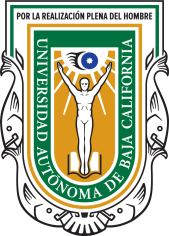 POR LA REALIZACIÓN PLENA DEL HOMBRE
UNIVERSIDAD AUTÓNOMA DE BAJA CALIFORNIA